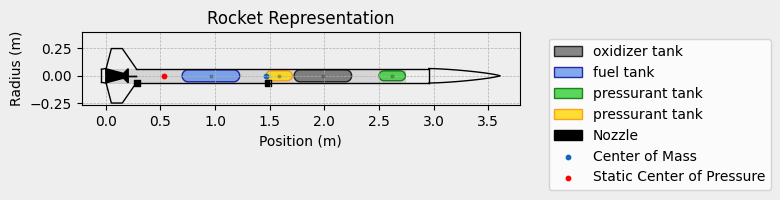 Rocket Representation
Radius (m)
0.25
0.00
−0.25
0.0 0.5 1.0 1.5 2.0 2.5 3.0 3.5
Position (m)
oxidizer tank
fuel tank
pressurant tank
pressurant tank
Nozzle
Center of Mass
Static Center of Pressure